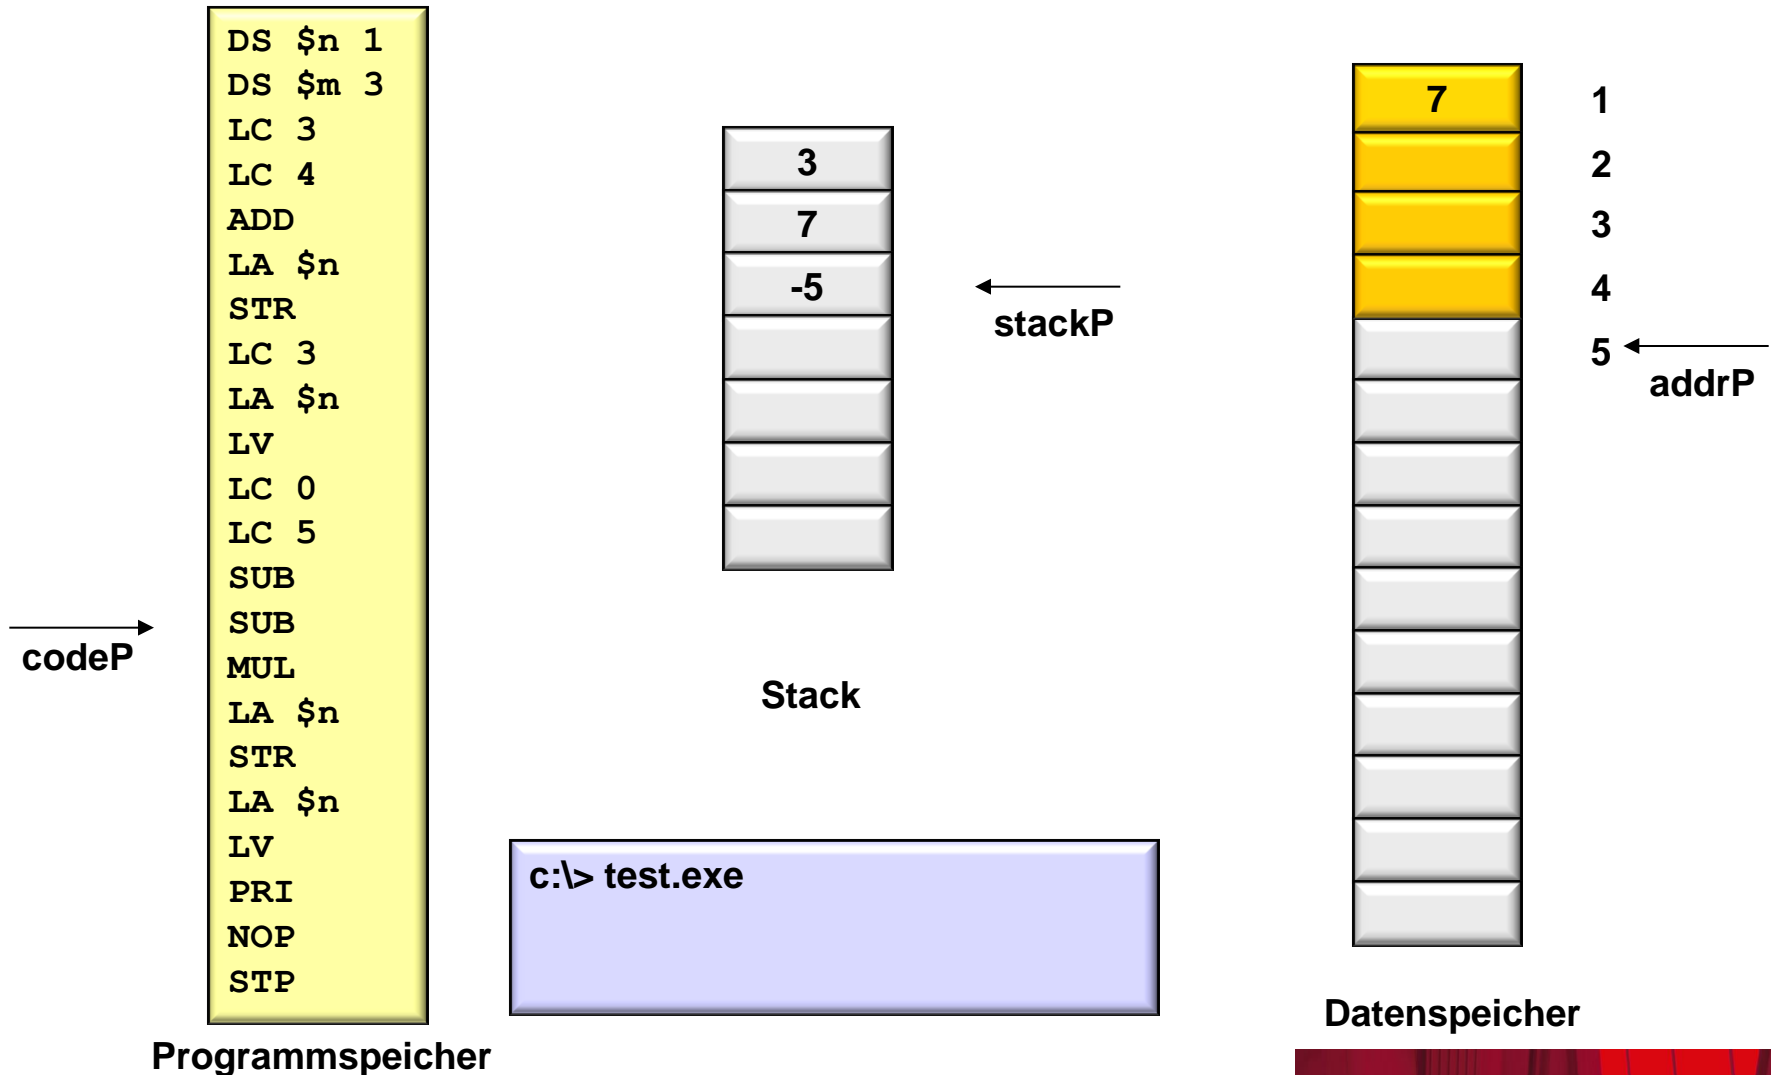 DS $n 1
DS $m 3
LC 3
LC 4
ADD
LA $n
STR
LC 3
LA $n
LV
LC 0
LC 5
SUB
SUB
MUL
LA $n
STR
LA $n
LV
PRI
NOP
STP
codeP
Programmspeicher
3
7
-5
stackP
Stack
c:\> test.exe
7
1
2
3
4
5
addrP
Datenspeicher